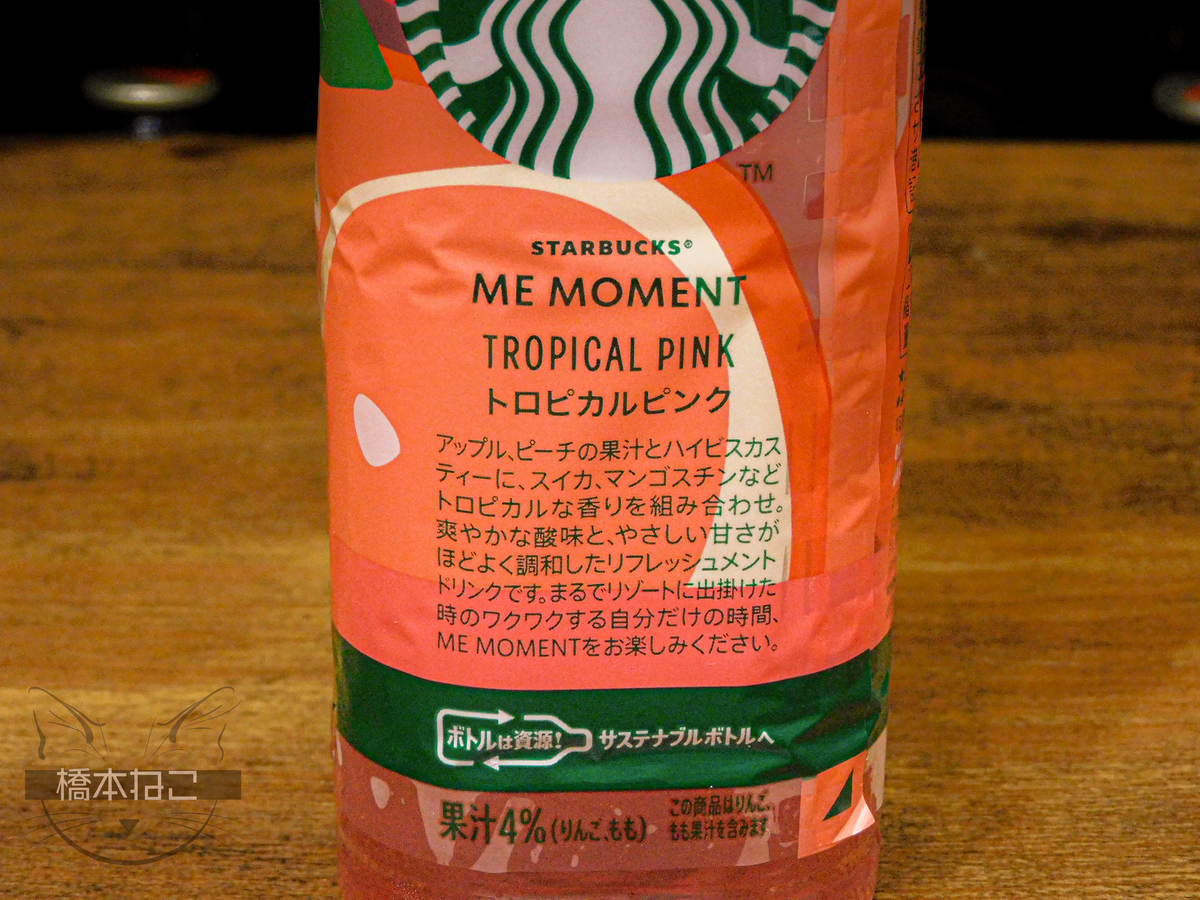 TM
STARBUCKS®
ME MOMENT
TROPICAL PINK
トロピカルピンク
アップル、ピーチの果汁とハイビスカス
ティーに、スイカ、マンゴスチンなど
トロピカルな香りを組み合わせ。
爽やかな酸味と、やさしい甘さが
ほどよく調和したリフレッシュメント
ドリンクです。まるでリゾートに出掛けた
時のワクワクする自分だけの時間、
ME MOMENTをお楽しみください。
ボトルは資源! サステナブルボトルへ
果汁4%(りんご、もも)
この商品はりんご、
もも果汁を含みます。
橋本ねこ